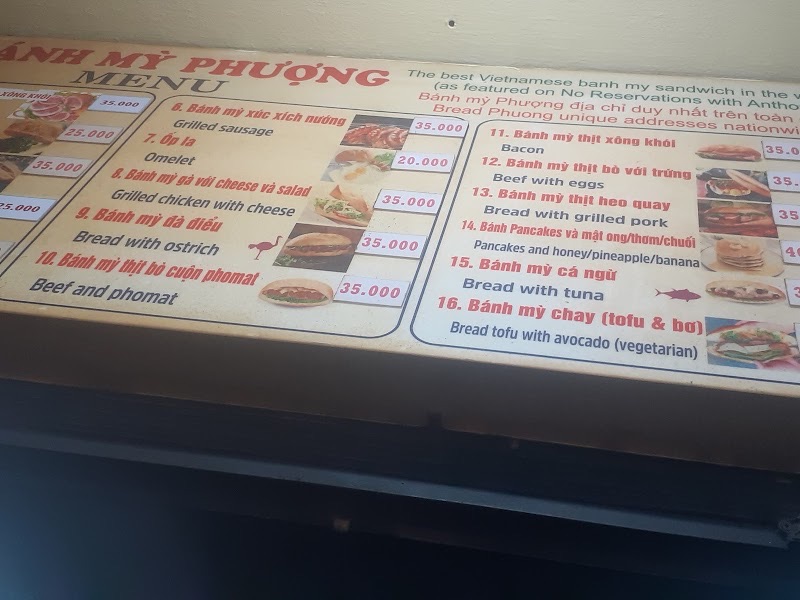 ÁNH MỲ PHƯỢNG
MENU
The best Vietnamese banh my sandwich in the
(as featured on No Reservations with Antho
Bánh mỳ Phượng địa chỉ duy nhất trên toàn
Bread Phuong unique addresses nationwi
XÔNG KHÓI
35.000
25.000
35.000
25.000
6. Bánh mỳ xúc xích nướng
Grilled sausage
35.000
7. Ốp la
Omelet
20.000
8. Bánh mỳ gà với cheese và salad
Grilled chicken with cheese
35.000
9. Bánh mỳ đà điểu
Bread with ostrich
35.000
10. Bánh mỳ thịt bò cuộn phomat
Beef and phomat
35.000
11. Bánh mỳ thịt xông khói
Bacon
35.0
12. Bánh mỳ thịt bò với trứng
Beef with eggs
35.
13. Bánh mỳ thịt heo quay
Bread with grilled pork
35
14. Bánh Pancakes và mật ong/thơm/chuối
Pancakes and honey/pineapple/banana
15. Bánh mỳ cá ngừ
Bread with tuna
16. Bánh mỳ chay (tofu & bơ)
Bread tofu with avocado (vegetarian)